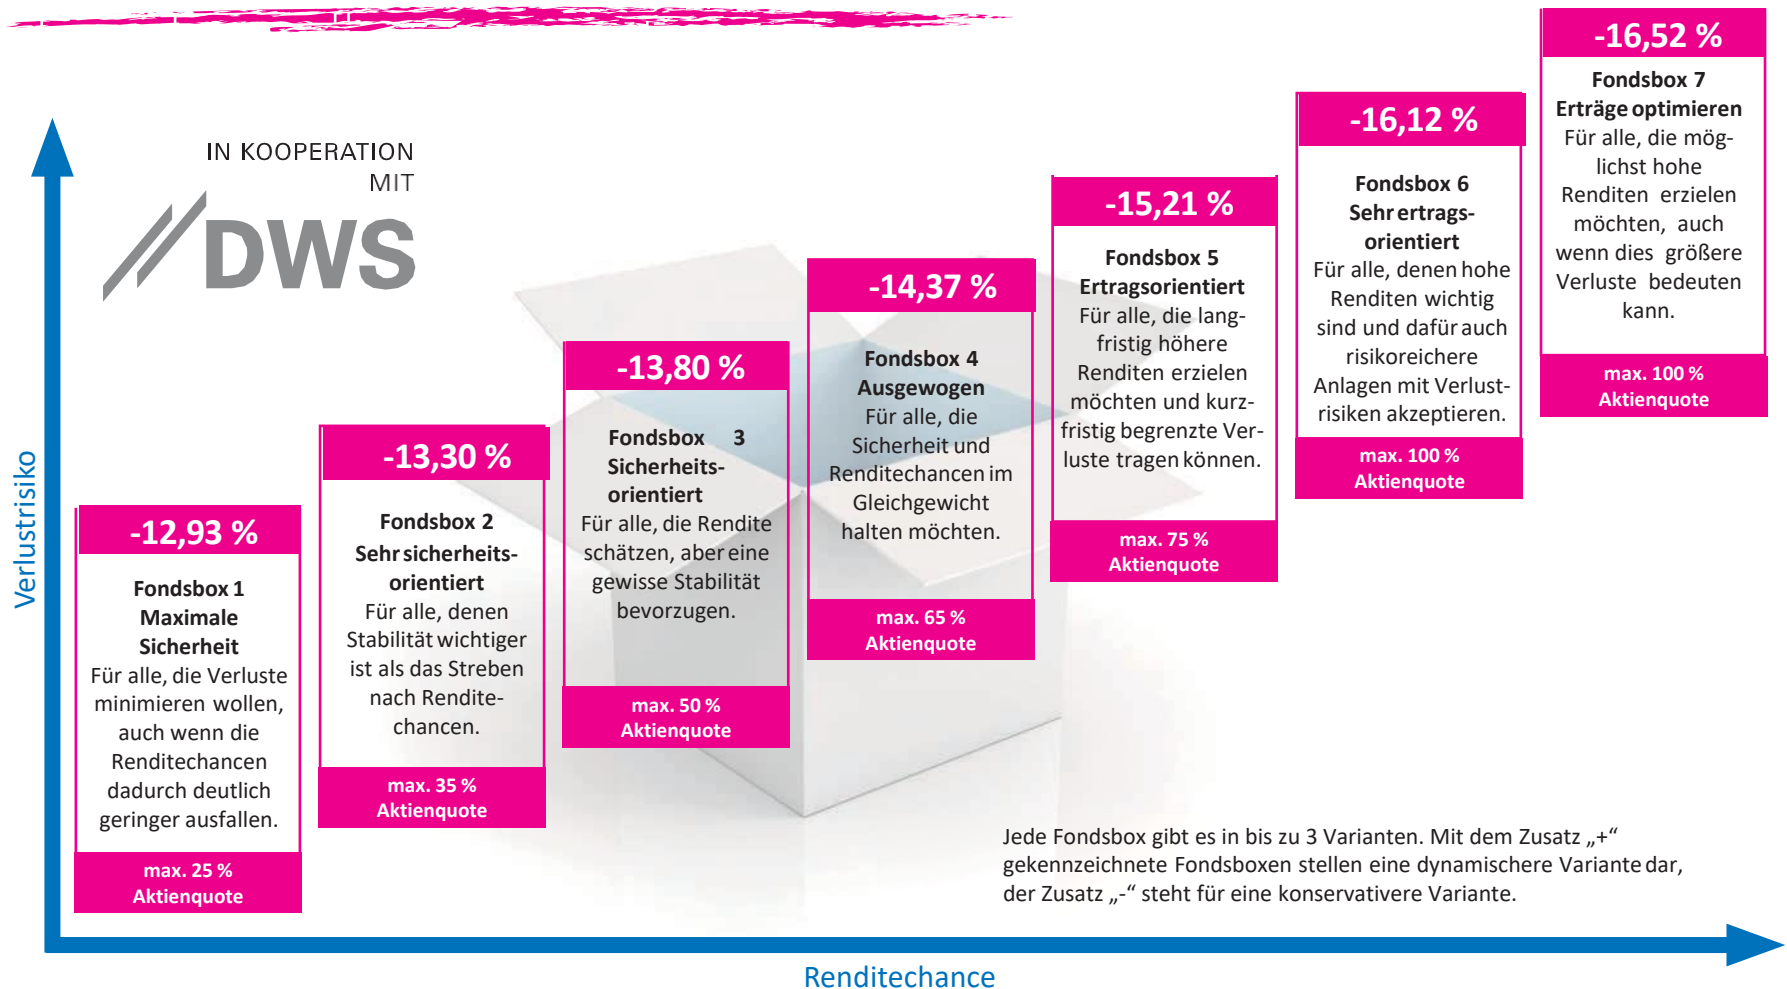 IN KOOPERATION
MIT
DWS
Verlustrisiko
-12,93 %
Fondsbox 1
Maximale
Sicherheit
Für alle, die Verluste
minimieren wollen,
auch wenn die
Renditechancen
dadurch deutlich
geringer ausfallen.
max. 25 %
Aktienquote
-13,30 %
Fondsbox 2
Sehr sicherheits-
orientiert
Für alle, denen
Stabilität wichtiger
ist als das Streben
nach Rendite-
chancen.
max. 35 %
Aktienquote
-13,80 %
Fondsbox 3
Sicherheits-
orientiert
Für alle, die Rendite
schätzen, aber eine
gewisse Stabilität
bevorzugen.
max. 50 %
Aktienquote
-14,37 %
Fondsbox 4
Ausgewogen
Für alle, die
Sicherheit und
Renditechancen im
Gleichgewicht
halten möchten.
max. 65 %
Aktienquote
-15,21 %
Fondsbox 5
Ertragsorientiert
Für alle, die lang-
fristig höhere
Renditen erzielen
möchten und kurz-
fristig begrenzte Ver-
luste tragen können.
max. 75 %
Aktienquote
-16,12 %
Fondsbox 6
Sehr ertrags-
orientiert
Für alle, denen hohe
Renditen wichtig
sind und dafür auch
risikoreichere
Anlagen mit Verlust-
risiken akzeptieren.
max. 100 %
Aktienquote
-16,52 %
Fondsbox 7
Erträge optimieren
Für alle, die mög-
lichst hohe
Renditen erzielen
möchten, auch
wenn dies größere
Verluste bedeuten
kann.
max. 100 %
Aktienquote
Jede Fondsbox gibt es in bis zu 3 Varianten. Mit dem Zusatz „+“
gekennzeichnete Fondsboxen stellen eine dynamischere Variante dar,
der Zusatz „-“ steht für eine konservativere Variante.
Renditechance